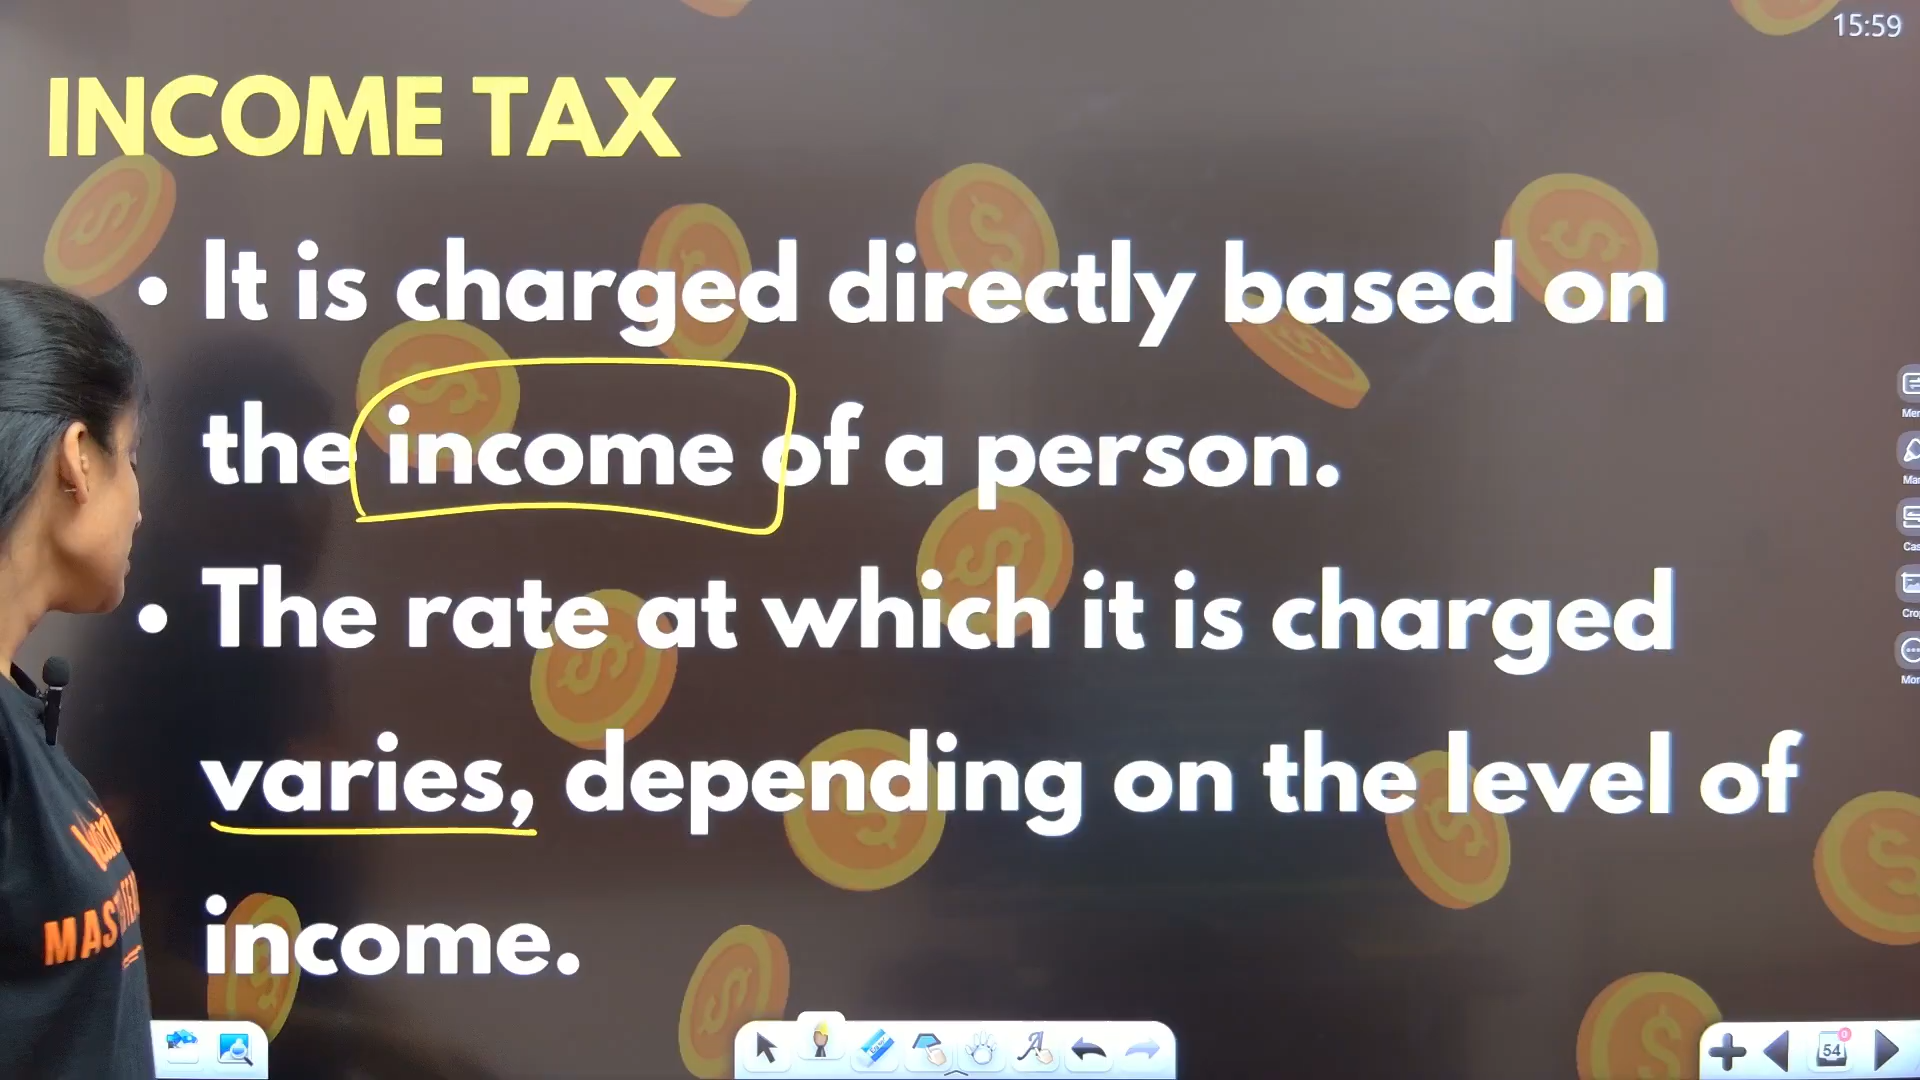 15:59
INCOME TAX
• It is charged directly based on
the income of a person.
• The rate at which it is charged
varies, depending on the level of
income.
54
0